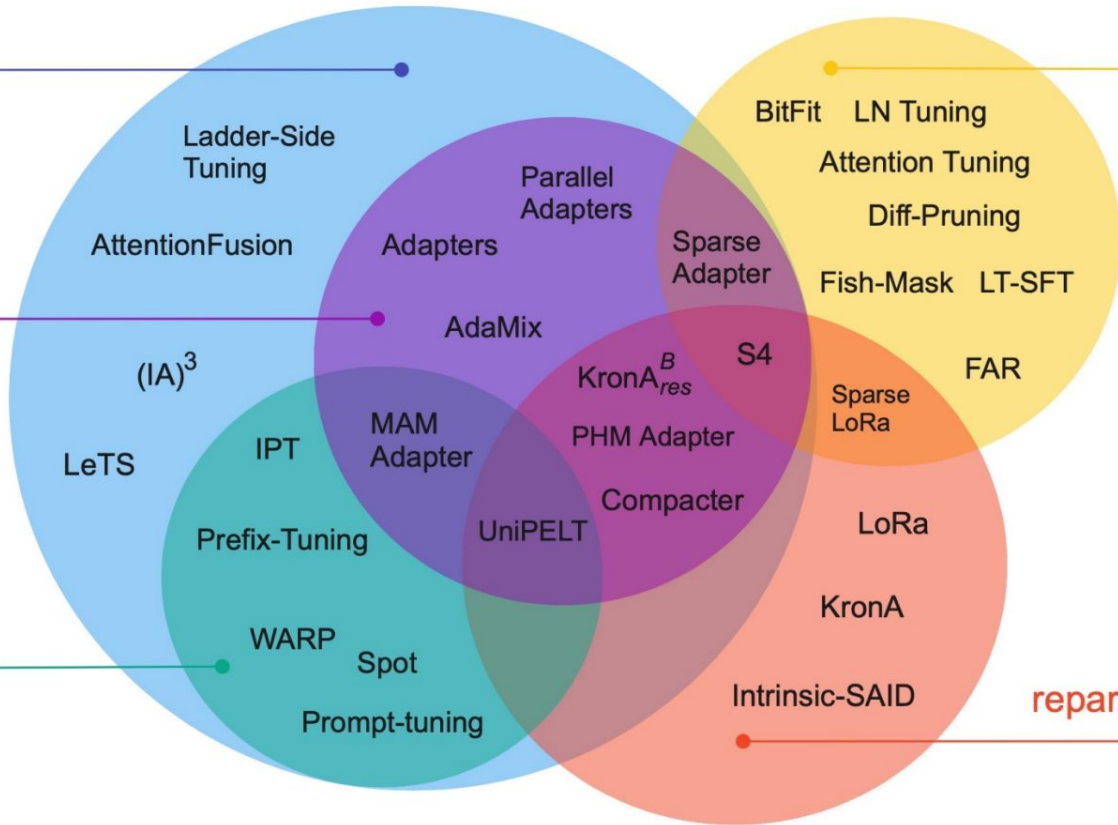 BitFit LN Tuning
Ladder-Side
Tuning
Attention Tuning
Parallel
Adapters
Diff-Pruning
AttentionFusion
Adapters
Sparse
Adapter
Fish-Mask LT-SFT
AdaMix
(IA)³
KronA^B_res
S4
FAR
Sparse
LoRa
MAM
Adapter
IPT
PHM Adapter
LeTS
Compacter
Prefix-Tuning
UniPELT
LoRa
KronA
WARP
Spot
Intrinsic-SAID
repar
Prompt-tuning